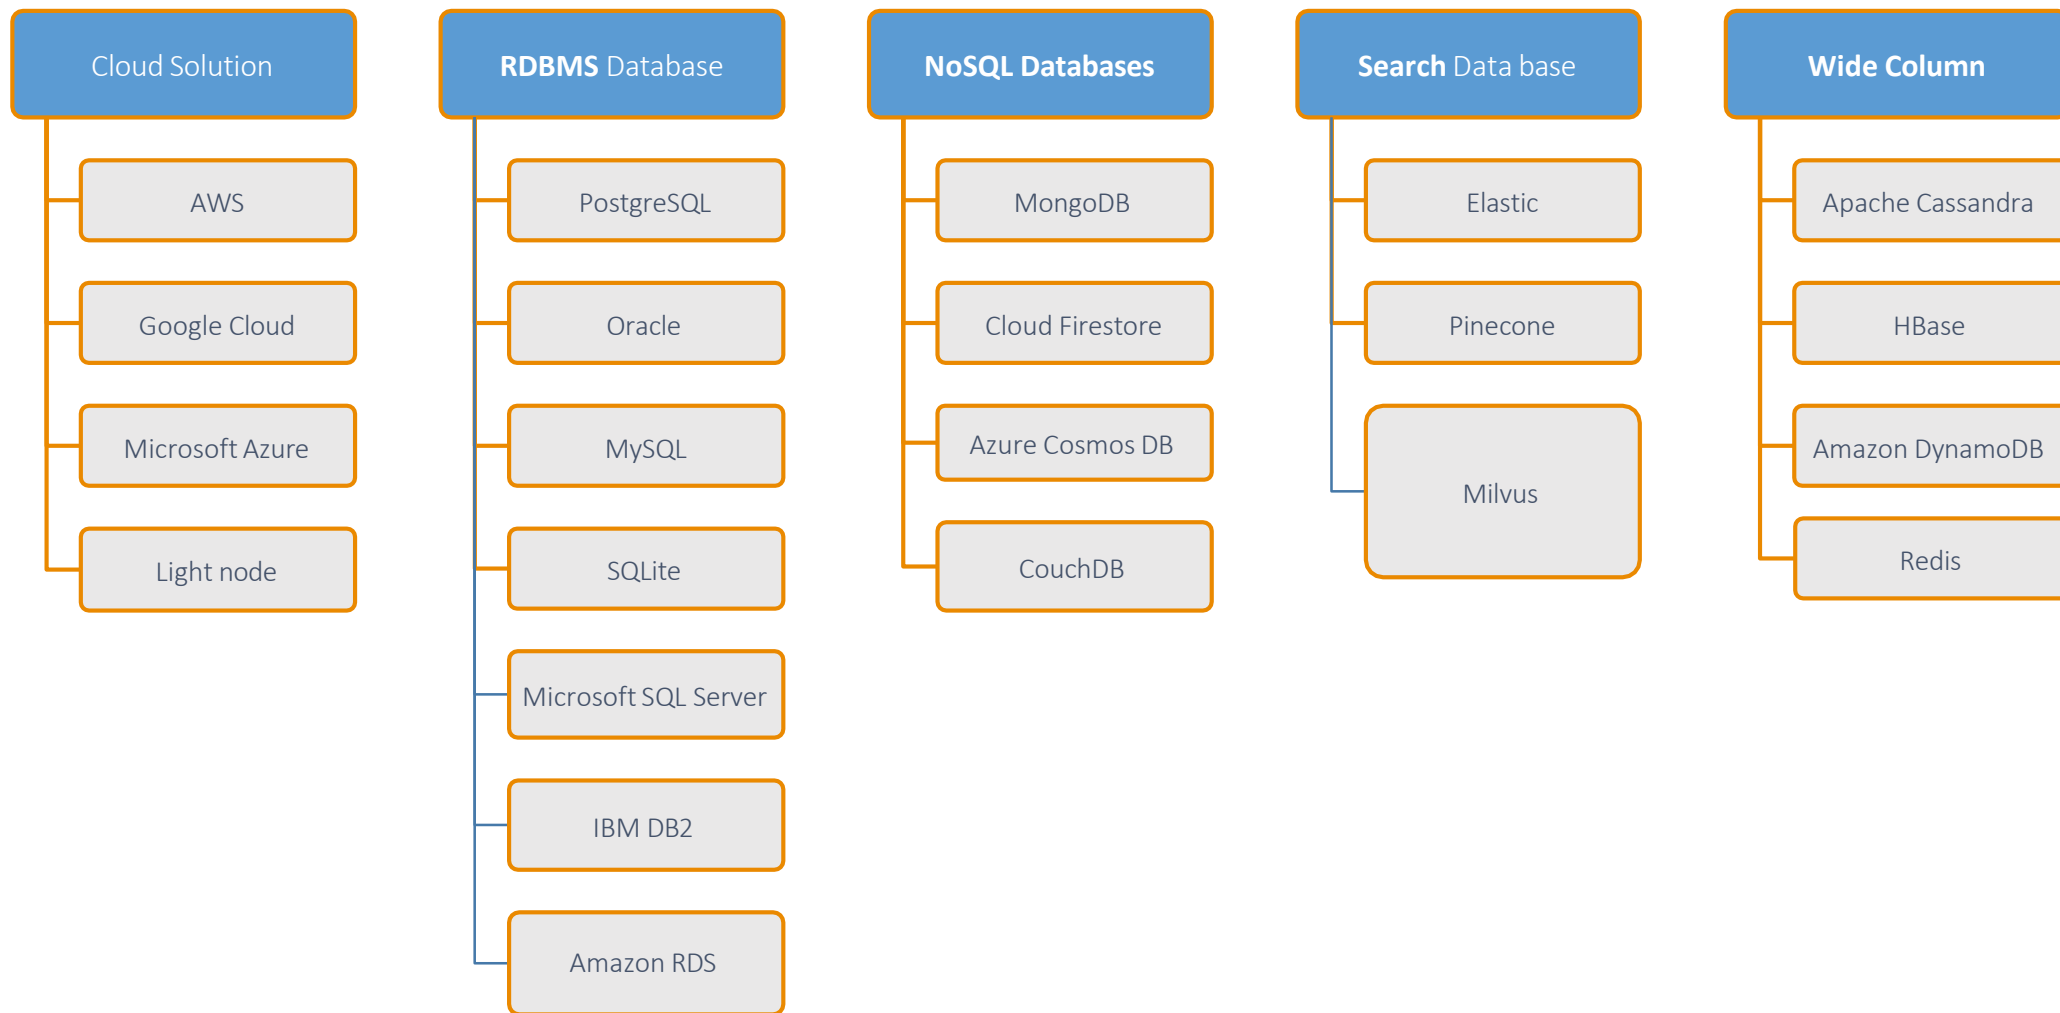 Cloud Solution
AWS
Google Cloud
Microsoft Azure
Light node
RDBMS Database
PostgreSQL
Oracle
MySQL
SQLite
Microsoft SQL Server
IBM DB2
Amazon RDS
NoSQL Databases
MongoDB
Cloud Firestore
Azure Cosmos DB
CouchDB
Search Data base
Elastic
Pinecone
Milvus
Wide Column
Apache Cassandra
HBase
Amazon DynamoDB
Redis